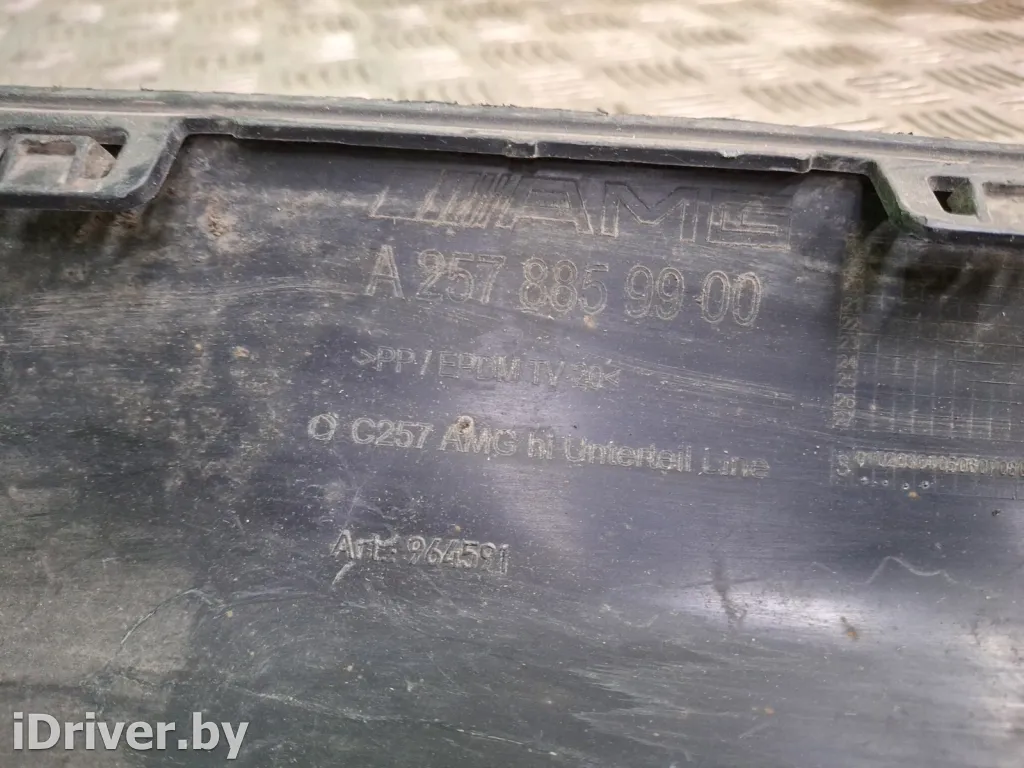 AMG
A 257 885 99 00
>PP/EPDM TV 20<
C257 AMG hi Unterteil Line
Art.: 964591
iDriver.by